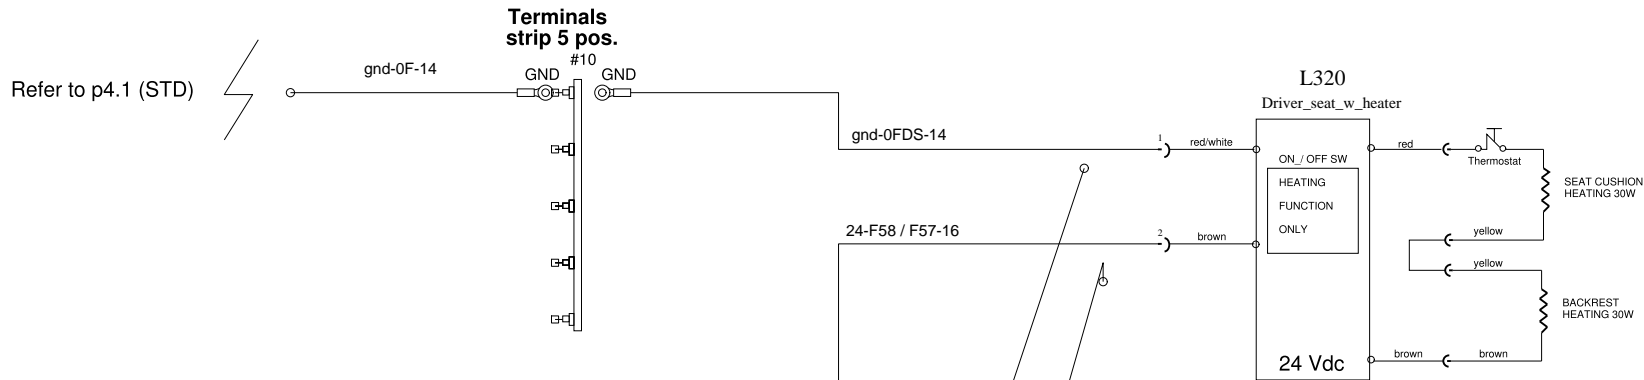 Terminals
strip 5 pos.
#10
GND
GND
gnd-0F-14
Refer to p4.1 (STD)
L320
Driver_seat_w_heater
gnd-0FDS-14
1
red/white
ON_/ OFF SW
HEATING
FUNCTION
ONLY
red
Thermostat
SEAT CUSHION
HEATING 30W
24-F58 / F57-16
2
brown
yellow
yellow
BACKREST
HEATING 30W
24 Vdc
brown
brown